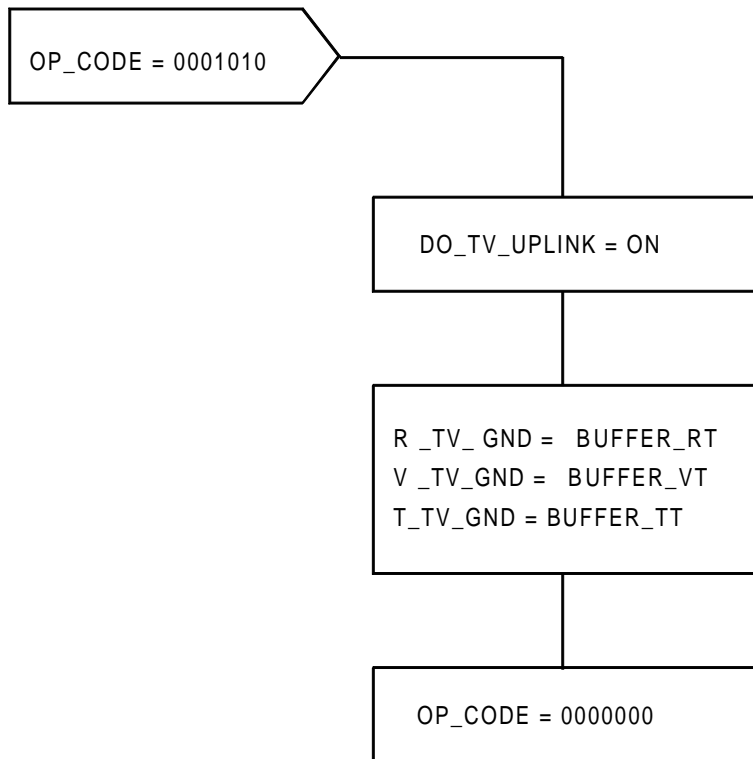 OP_CODE = 0001010
DO_TV_UPLINK = ON
R _TV_ GND = BUFFER_RT
V _TV_GND = BUFFER_VT
T_TV_GND = BUFFER_TT
OP_CODE = 0000000